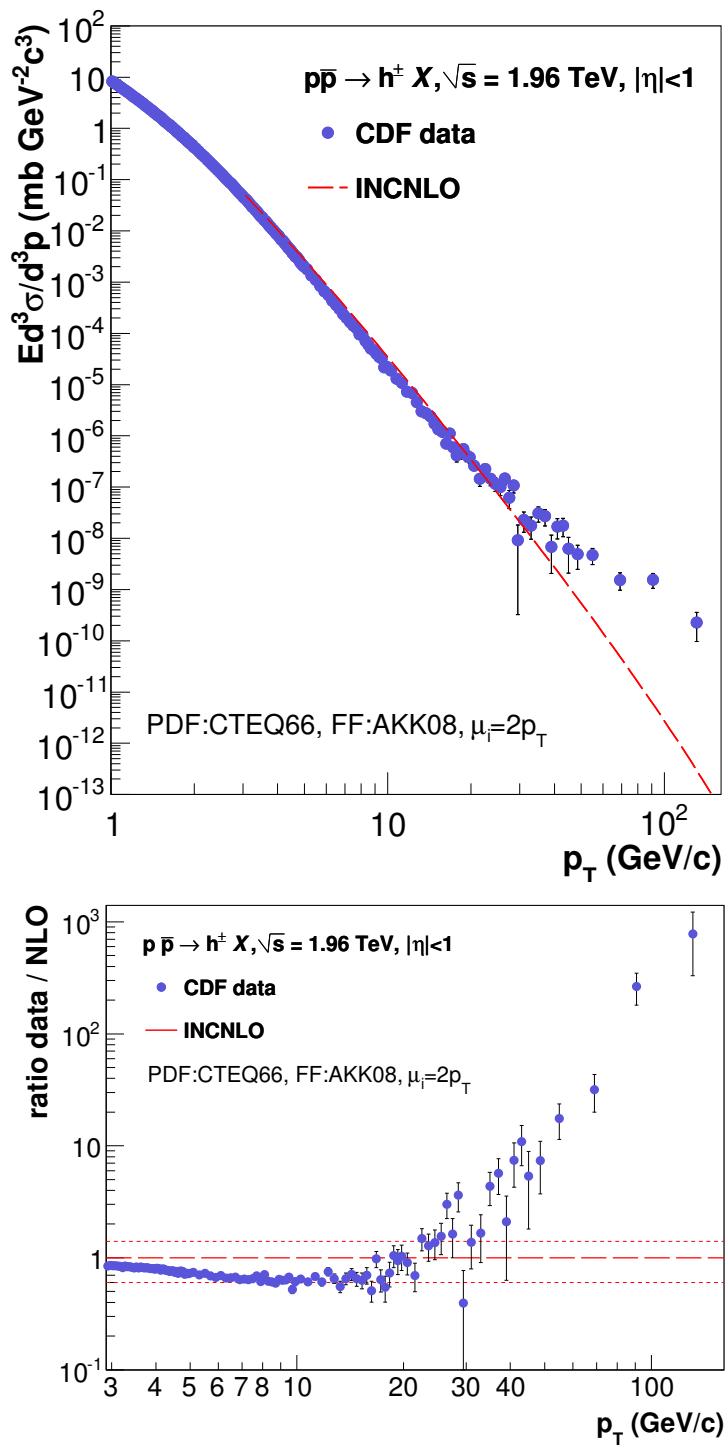 pp̅ → h± X, √s = 1.96 TeV, |η|<1
CDF data
INCNLO
Ed³σ/d³p (mb GeV⁻²c³)
10²
10
1
10⁻¹
10⁻²
10⁻³
10⁻⁴
10⁻⁵
10⁻⁶
10⁻⁷
10⁻⁸
10⁻⁹
10⁻¹⁰
10⁻¹¹
10⁻¹²
10⁻¹³
PDF:CTEQ66, FF:AKK08, μᵢ=2p_T
1 10 10²
p_T (GeV/c)
ratio data / NLO
10³
10²
10
1
10⁻¹
p p̅ → h± X, √s = 1.96 TeV, |η|<1
CDF data
INCNLO
PDF:CTEQ66, FF:AKK08, μᵢ=2p_T
3 4 5 6 7 8 10 20 30 40 100
p_T (GeV/c)